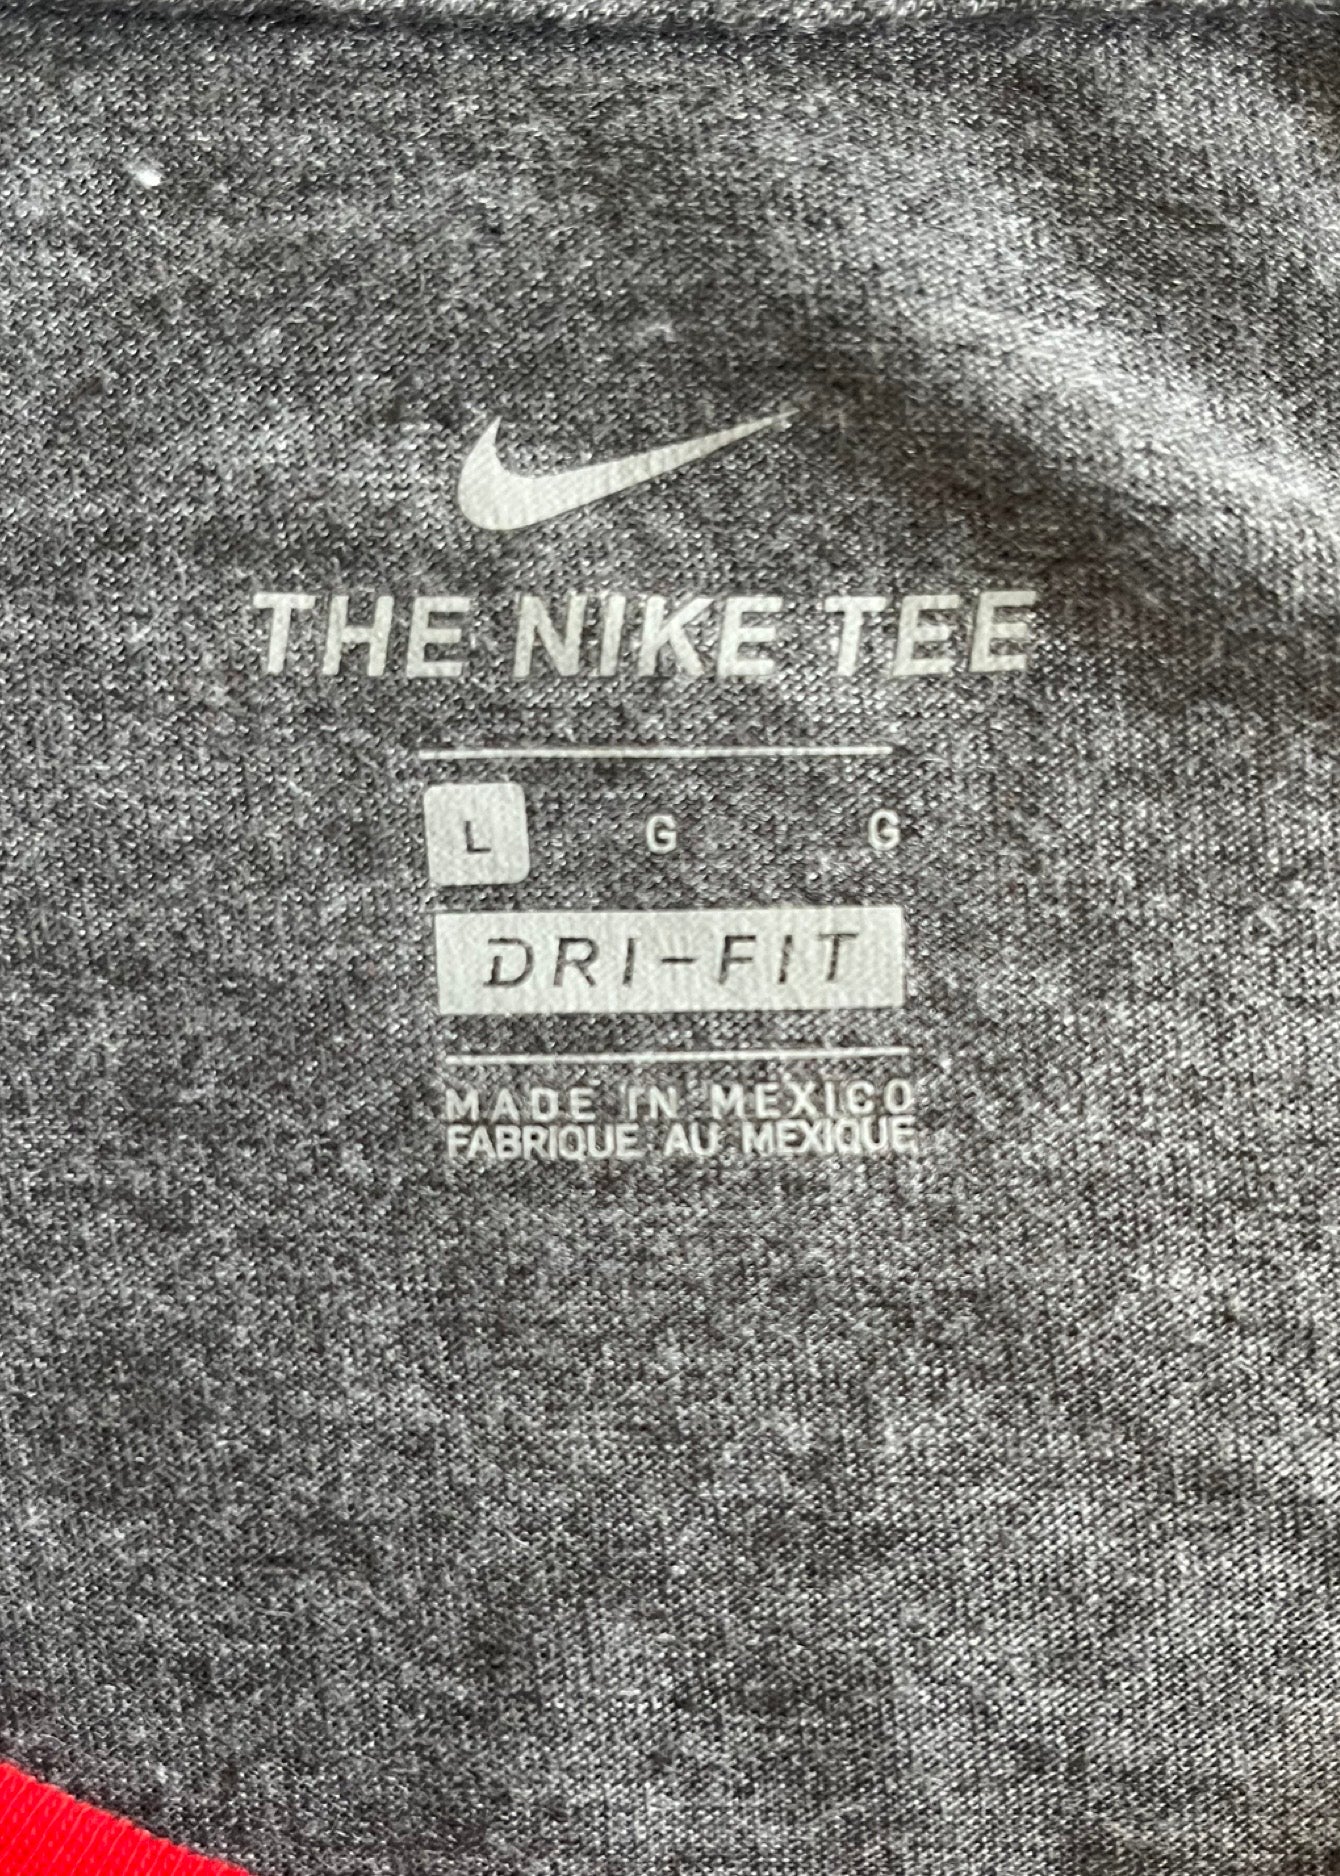 THE NIKE TEE
L G G
DRI-FIT
MADE IN MEXICO
FABRIQUE AU MEXIQUE